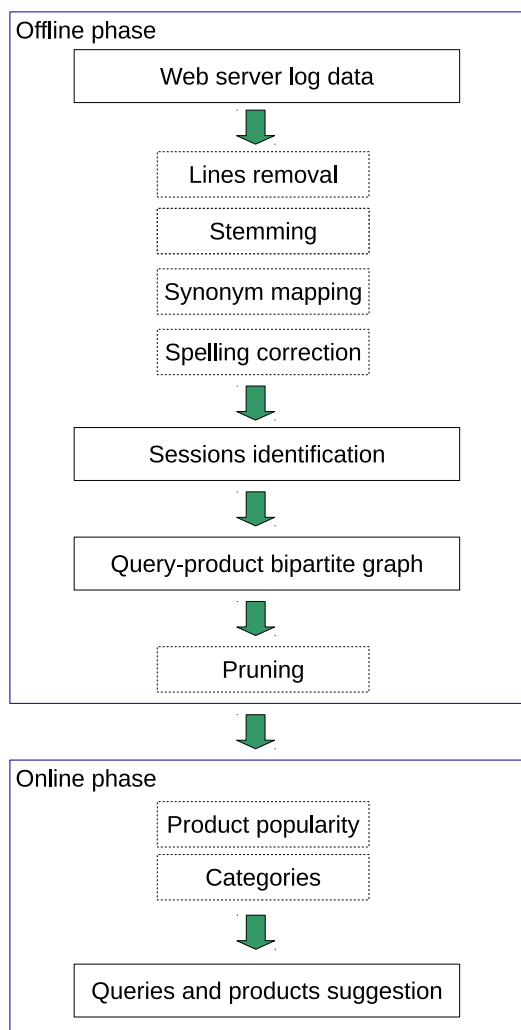 Offline phase
Web server log data
Lines removal
Stemming
Synonym mapping
Spelling correction
Sessions identification
Query-product bipartite graph
Pruning
Online phase
Product popularity
Categories
Queries and products suggestion